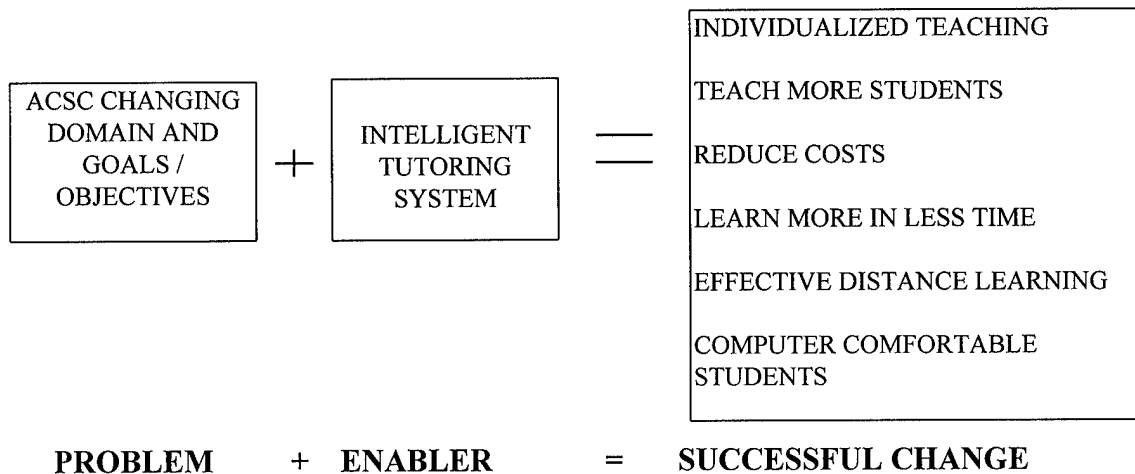 ACSC CHANGING
DOMAIN AND
GOALS /
OBJECTIVES
+
INTELLIGENT
TUTORING
SYSTEM
=
INDIVIDUALIZED TEACHING
TEACH MORE STUDENTS
REDUCE COSTS
LEARN MORE IN LESS TIME
EFFECTIVE DISTANCE LEARNING
COMPUTER COMFORTABLE
STUDENTS
PROBLEM + ENABLER = SUCCESSFUL CHANGE